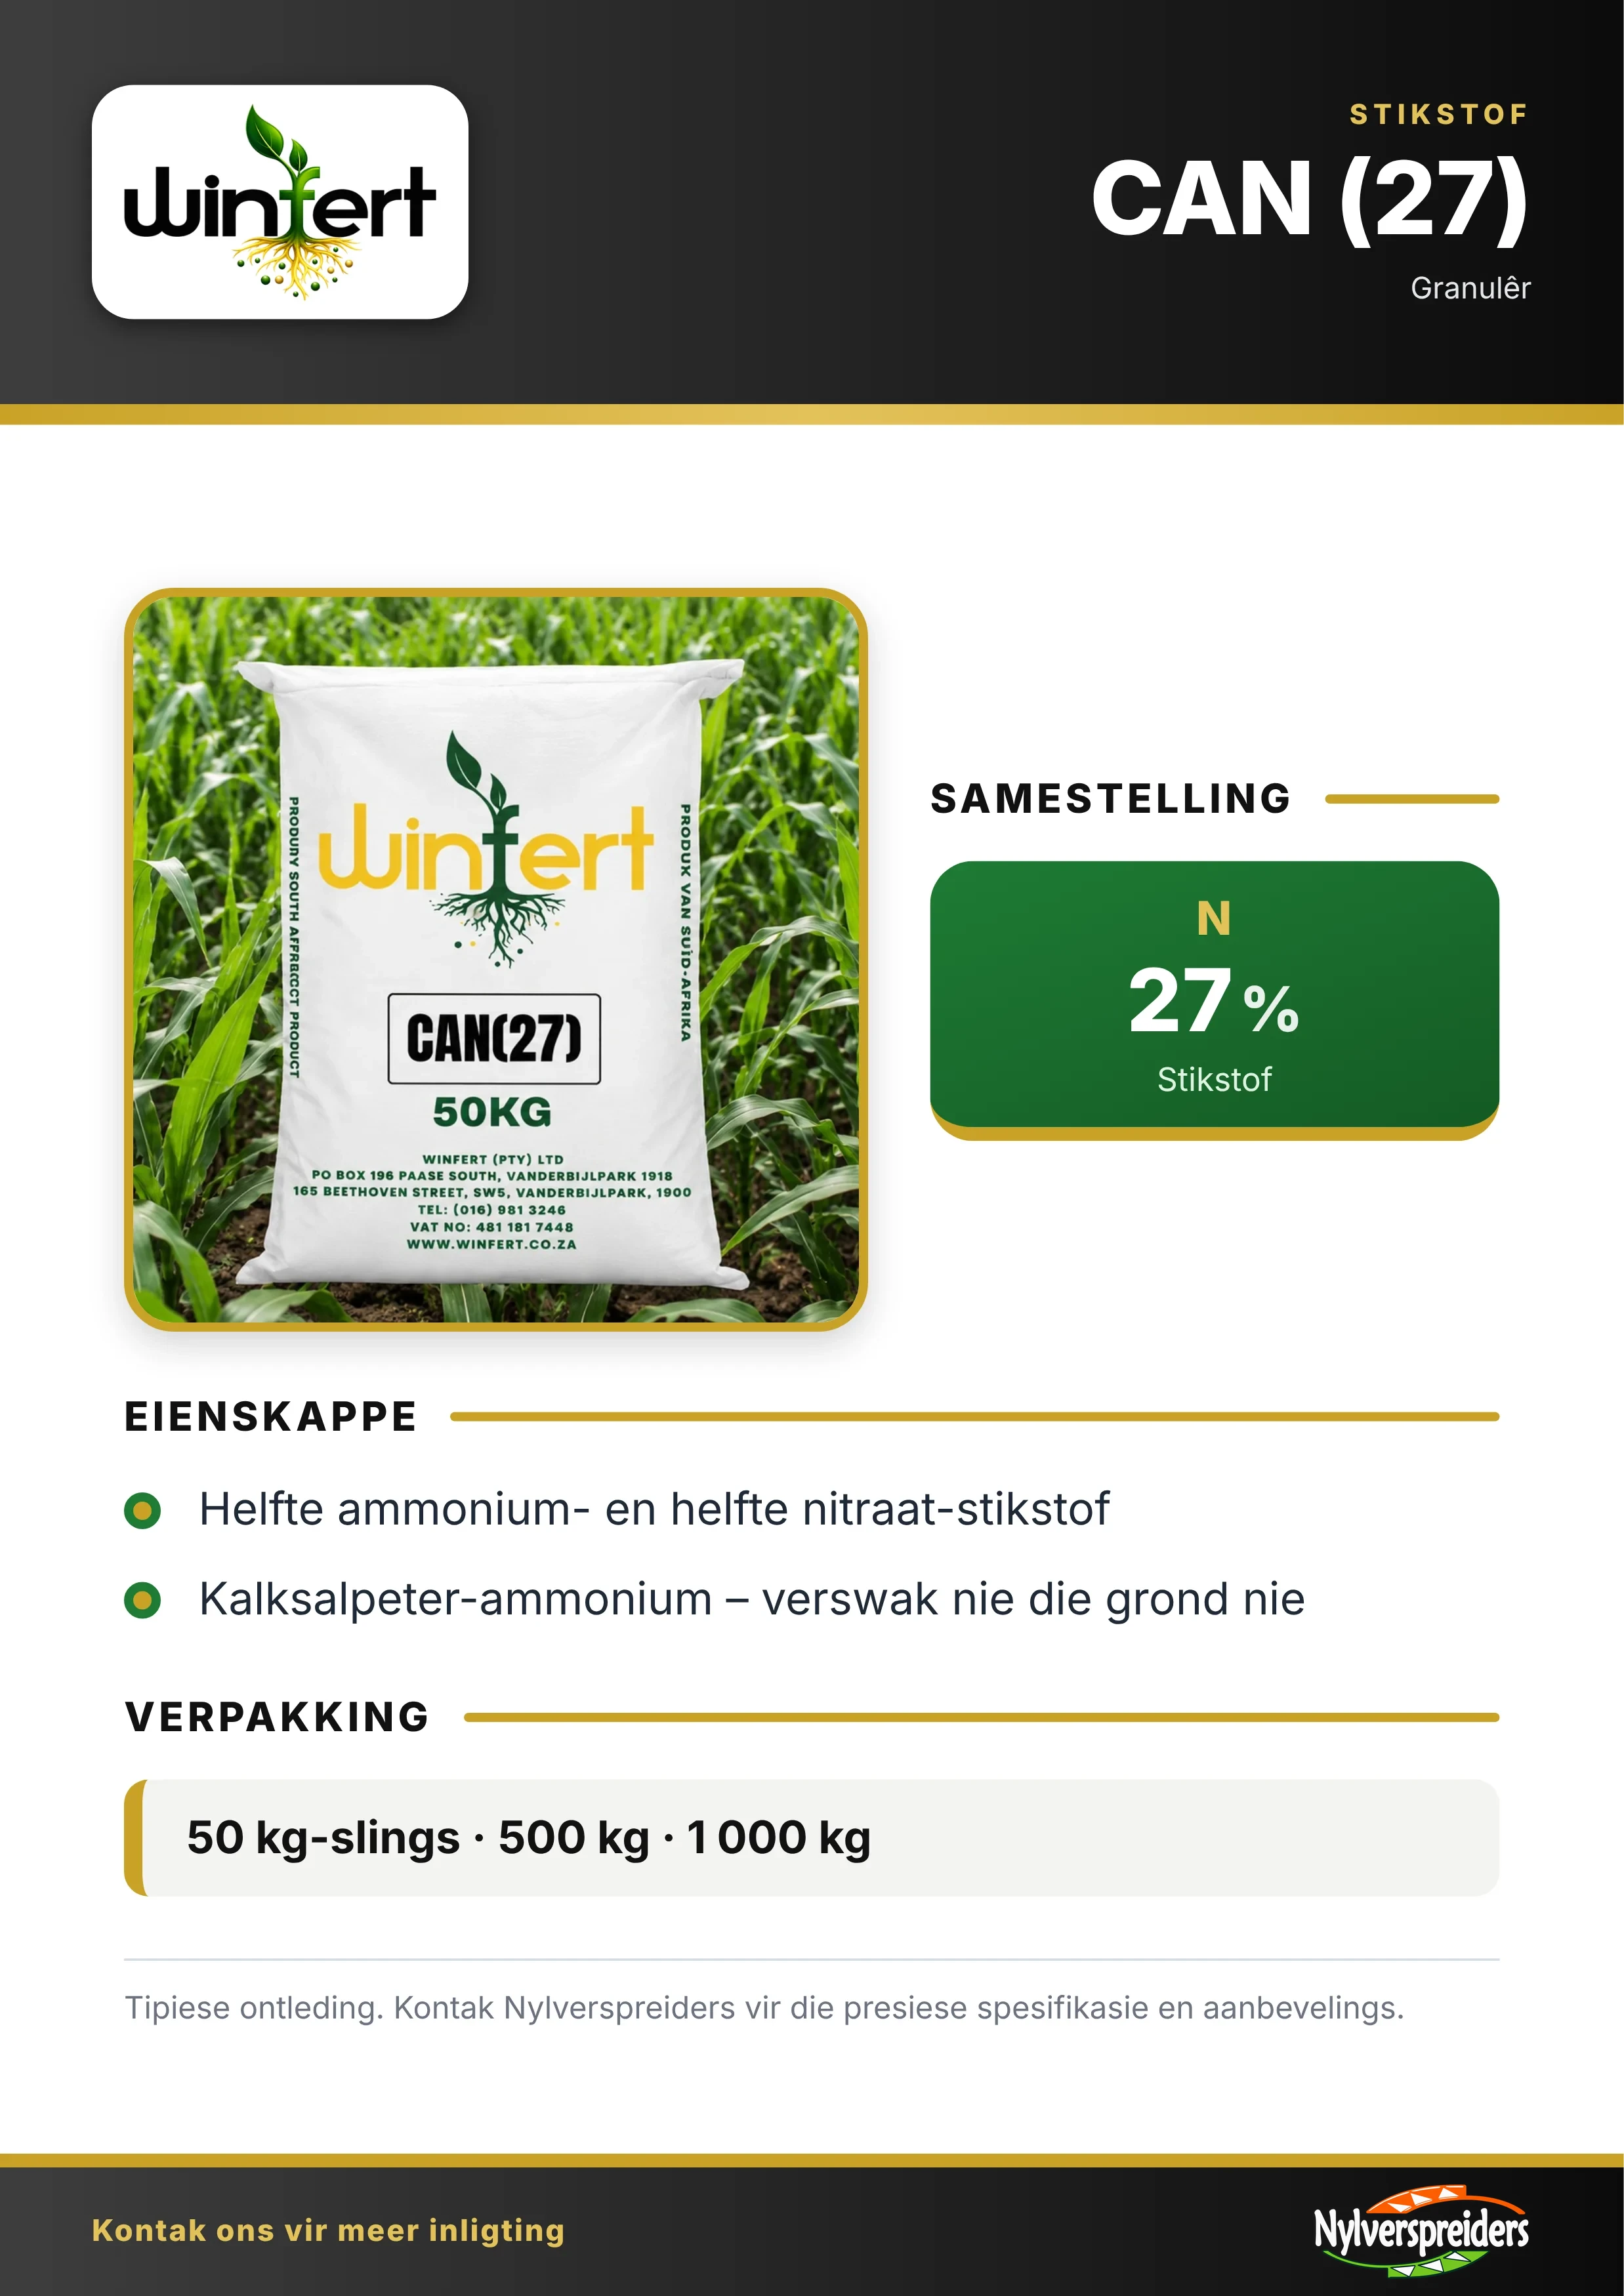 winfert
STIKSTOF
CAN (27)
Granulêr
winfert
PRODUK VAN SUID-AFRIKA
CAN(27)
50KG
WINFERT (PTY) LTD
PO BOX 196 PAASE SOUTH, VANDERBIJLPARK 1918
165 BEETHOVEN STREET, SW5, VANDERBIJLPARK, 1900
TEL: (016) 981 3246
VAT NO: 481 181 7448
WWW.WINFERT.CO.ZA
SAMESTELLING
N
27%
Stikstof
EIENSKAPPE
Helfte ammonium- en helfte nitraat-stikstof
Kalksalpeter-ammonium – verswak nie die grond nie
VERPAKKING
50 kg-slings · 500 kg · 1 000 kg
Tipiese ontleding. Kontak Nylverspreiders vir die presiese spesifikasie en aanbevelings.
Kontak ons vir meer inligting
Nylverspreiders